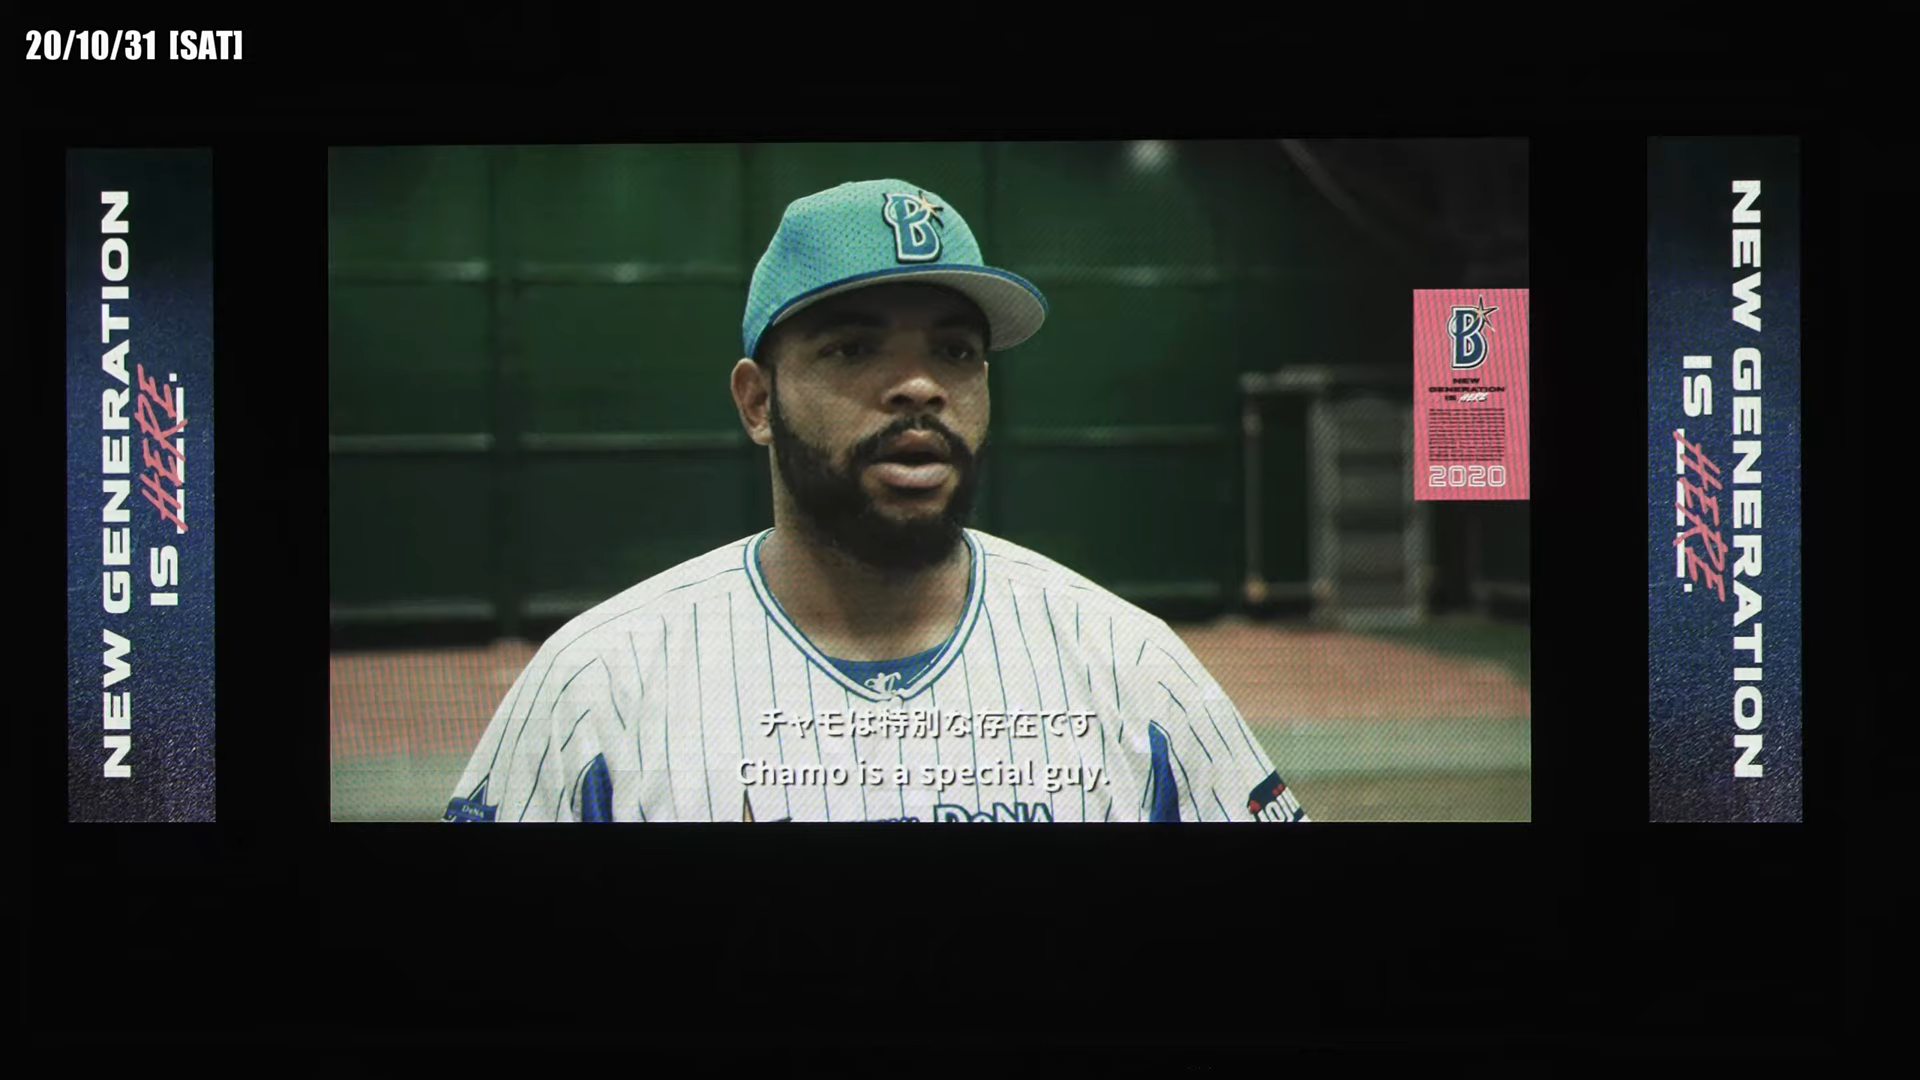 20/10/31 [SAT]
NEW GENERATION
IS HERE.
B
B
NEW
GENERATION
IS HERE
2020
チャモは特別な存在です
Chamo is a special guy.
DeNA
DeNA
NEW GENERATION
IS HERE.